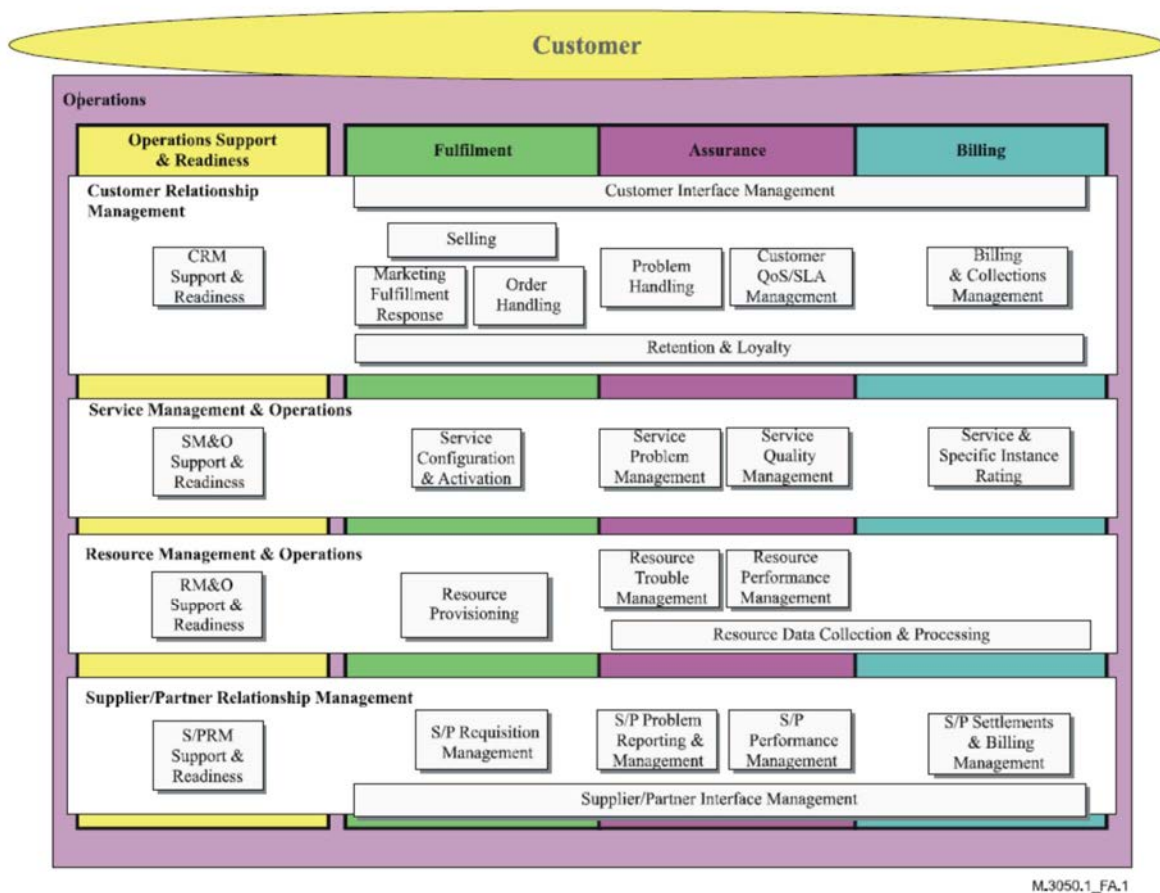 Customer
Operations
Operations Support
& Readiness
Fulfilment
Assurance
Billing
Customer Relationship
Management
Customer Interface Management
Selling
CRM
Support &
Readiness
Marketing
Fulfillment
Response
Order
Handling
Problem
Handling
Customer
QoS/SLA
Management
Billing
& Collections
Management
Retention & Loyalty
Service Management & Operations
SM&O
Support &
Readiness
Service
Configuration
& Activation
Service
Problem
Management
Service
Quality
Management
Service &
Specific Instance
Rating
Resource Management & Operations
RM&O
Support &
Readiness
Resource
Provisioning
Resource
Trouble
Management
Resource
Performance
Management
Resource Data Collection & Processing
Supplier/Partner Relationship Management
S/PRM
Support &
Readiness
S/P Requisition
Management
S/P Problem
Reporting &
Management
S/P
Performance
Management
S/P Settlements
& Billing
Management
Supplier/Partner Interface Management
M.3050.1_FA.1